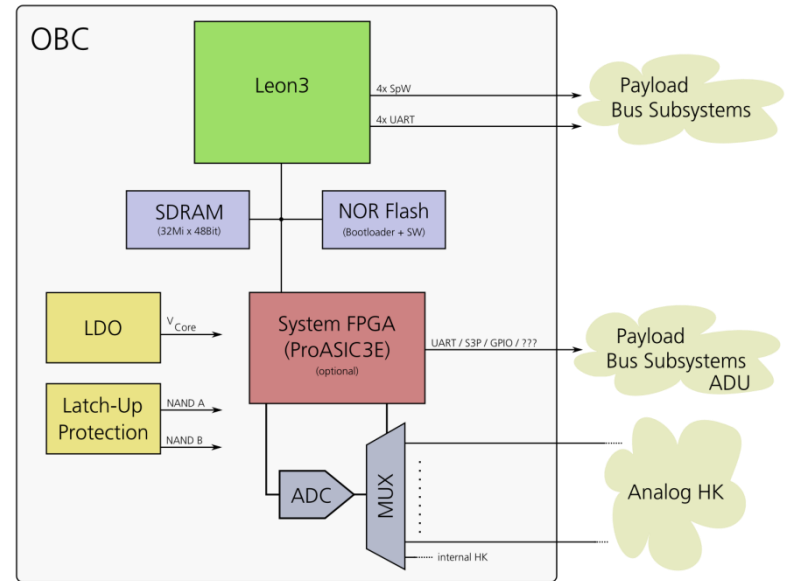 OBC
Leon3
4x SpW
4x UART
Payload
Bus Subsystems
SDRAM
(32Mi x 48Bit)
NOR Flash
(Bootloader + SW)
LDO
V Core
System FPGA
(ProASIC3E)
(optional)
UART / S3P / GPIO / ???
Payload
Bus Subsystems
ADU
Latch-Up
Protection
NAND A
NAND B
ADC
MUX
Analog HK
internal HK